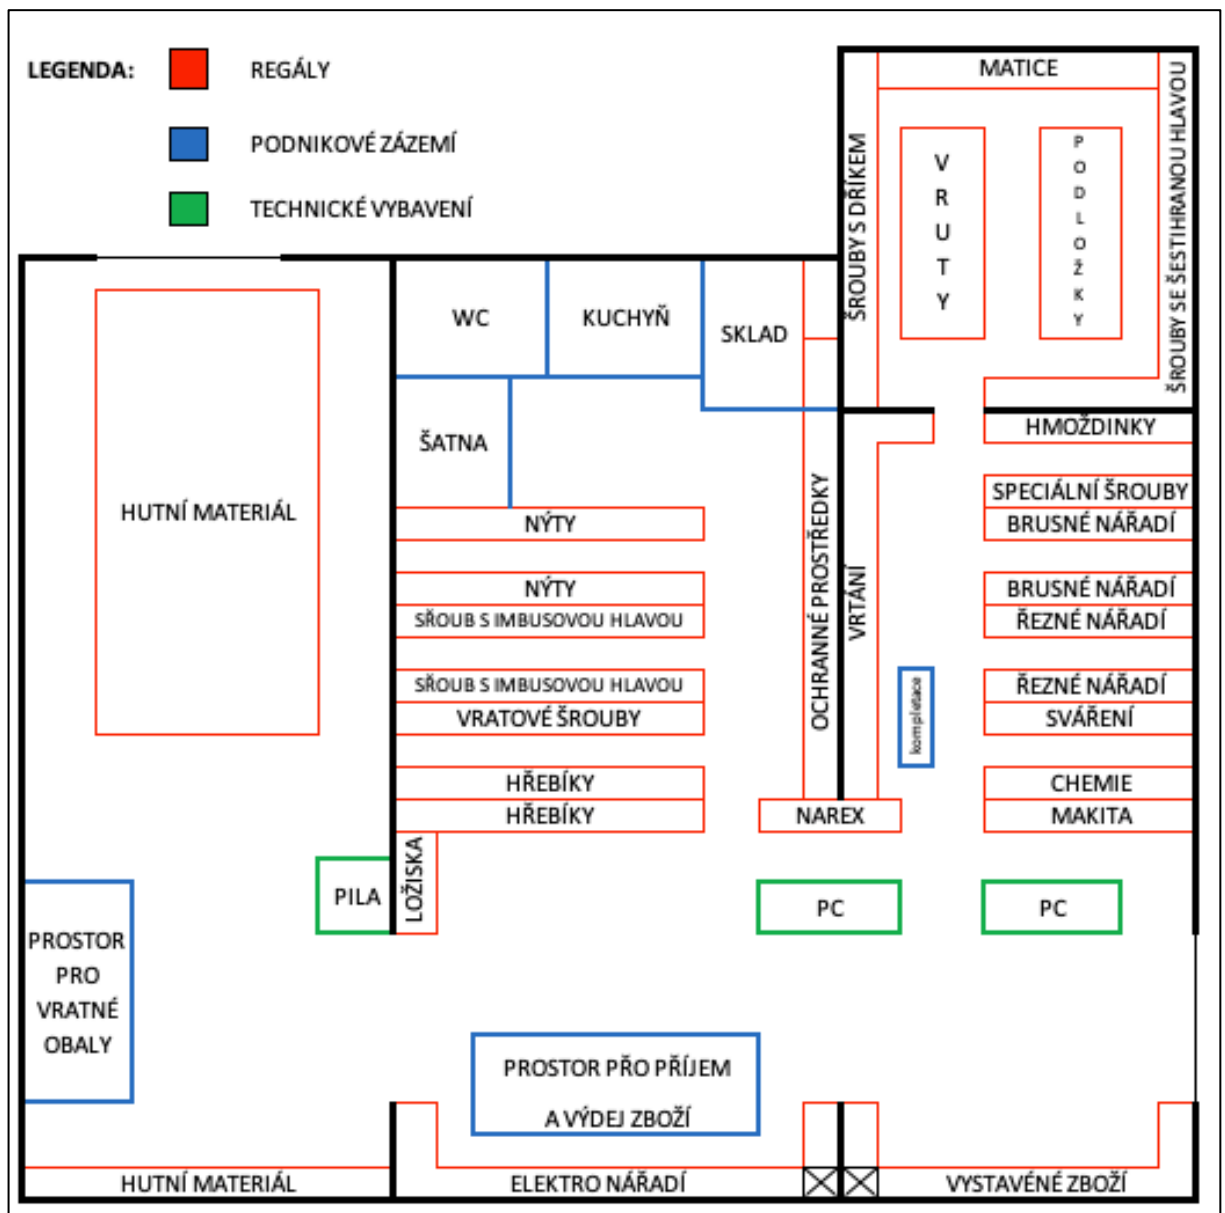 LEGENDA:
REGÁLY
PODNIKOVÉ ZÁZEMÍ
TECHNICKÉ VYBAVENÍ
MATICE
ŠROUBY S DŘÍKEM
VRUTY
PODLOŽKY
ŠROUBY SE ŠESTIHRANOU HLAVOU
WC
KUCHYŇ
SKLAD
ŠATNA
HUTNÍ MATERIÁL
NÝTY
NÝTY
SŘOUB S IMBUSOVOU HLAVOU
SŘOUB S IMBUSOVOU HLAVOU
VRATOVÉ ŠROUBY
HŘEBÍKY
HŘEBÍKY
LOŽISKA
OCHRANNÉ PROSTŘEDKY
VRTÁNÍ
kompletace
NAREX
HMOŽDINKY
SPECIÁLNÍ ŠROUBY
BRUSNÉ NÁŘADÍ
BRUSNÉ NÁŘADÍ
ŘEZNÉ NÁŘADÍ
ŘEZNÉ NÁŘADÍ
SVÁŘENÍ
CHEMIE
MAKITA
PILA
PC
PC
PROSTOR
PRO
VRATNÉ
OBALY
PROSTOR PŘO PŘÍJEM
A VÝDEJ ZBOŽÍ
HUTNÍ MATERIÁL
ELEKTRO NÁŘADÍ
VYSTAVÉNÉ ZBOŽÍ